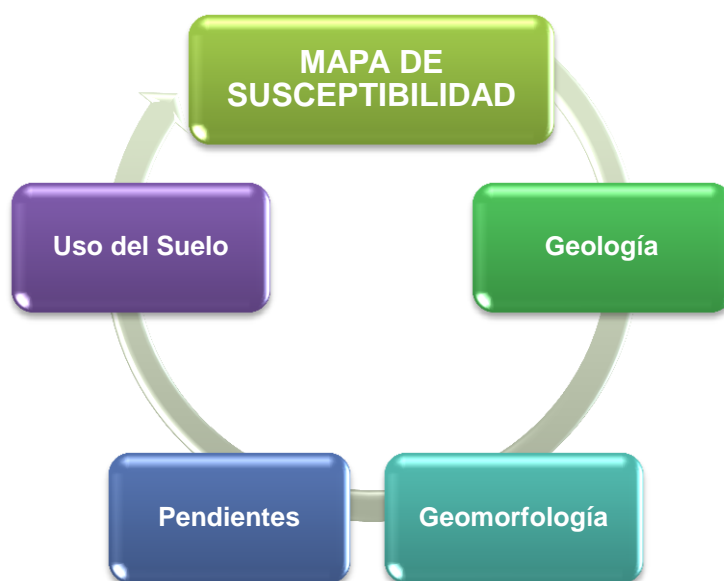 MAPA DE
SUSCEPTIBILIDAD
Uso del Suelo
Geología
Pendientes
Geomorfología